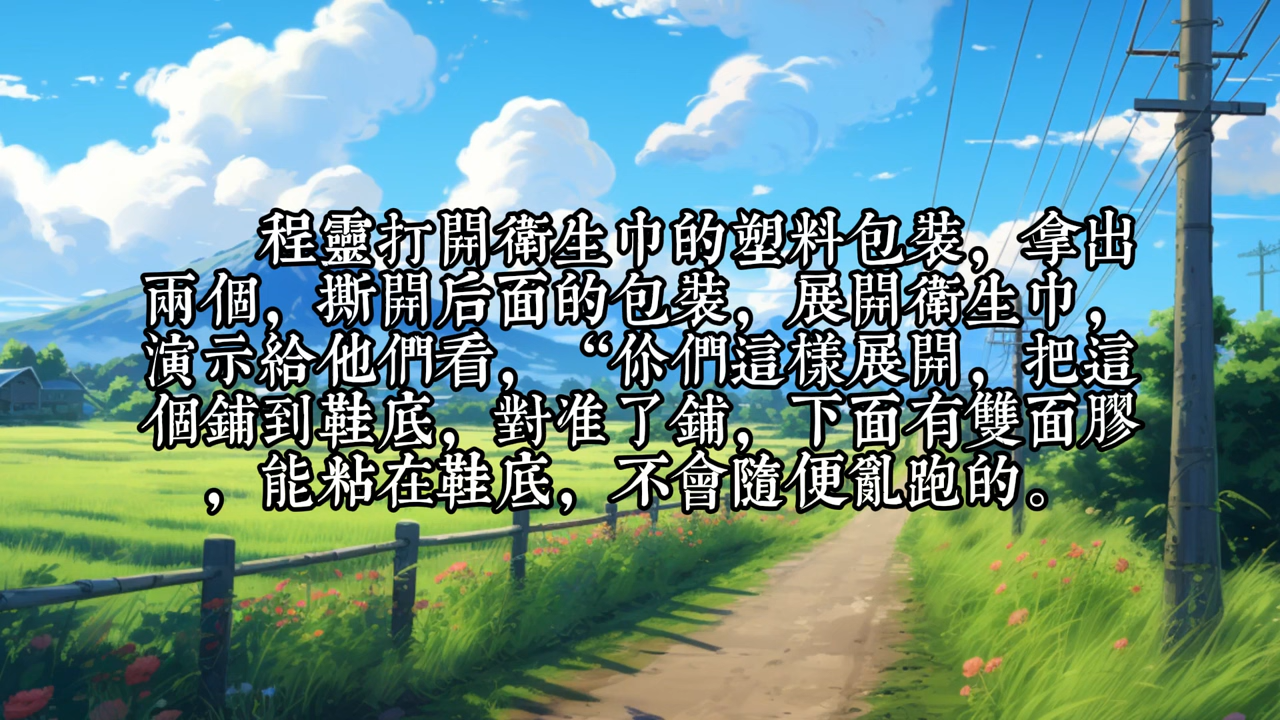 程靈打開衛生巾的塑料包裝，拿出
兩個，撕開后面的包裝，展開衛生巾，
演示給他們看，“你們這樣展開，把這
個鋪到鞋底，對准了鋪，下面有雙面膠
，能粘在鞋底，不會隨便亂跑的。